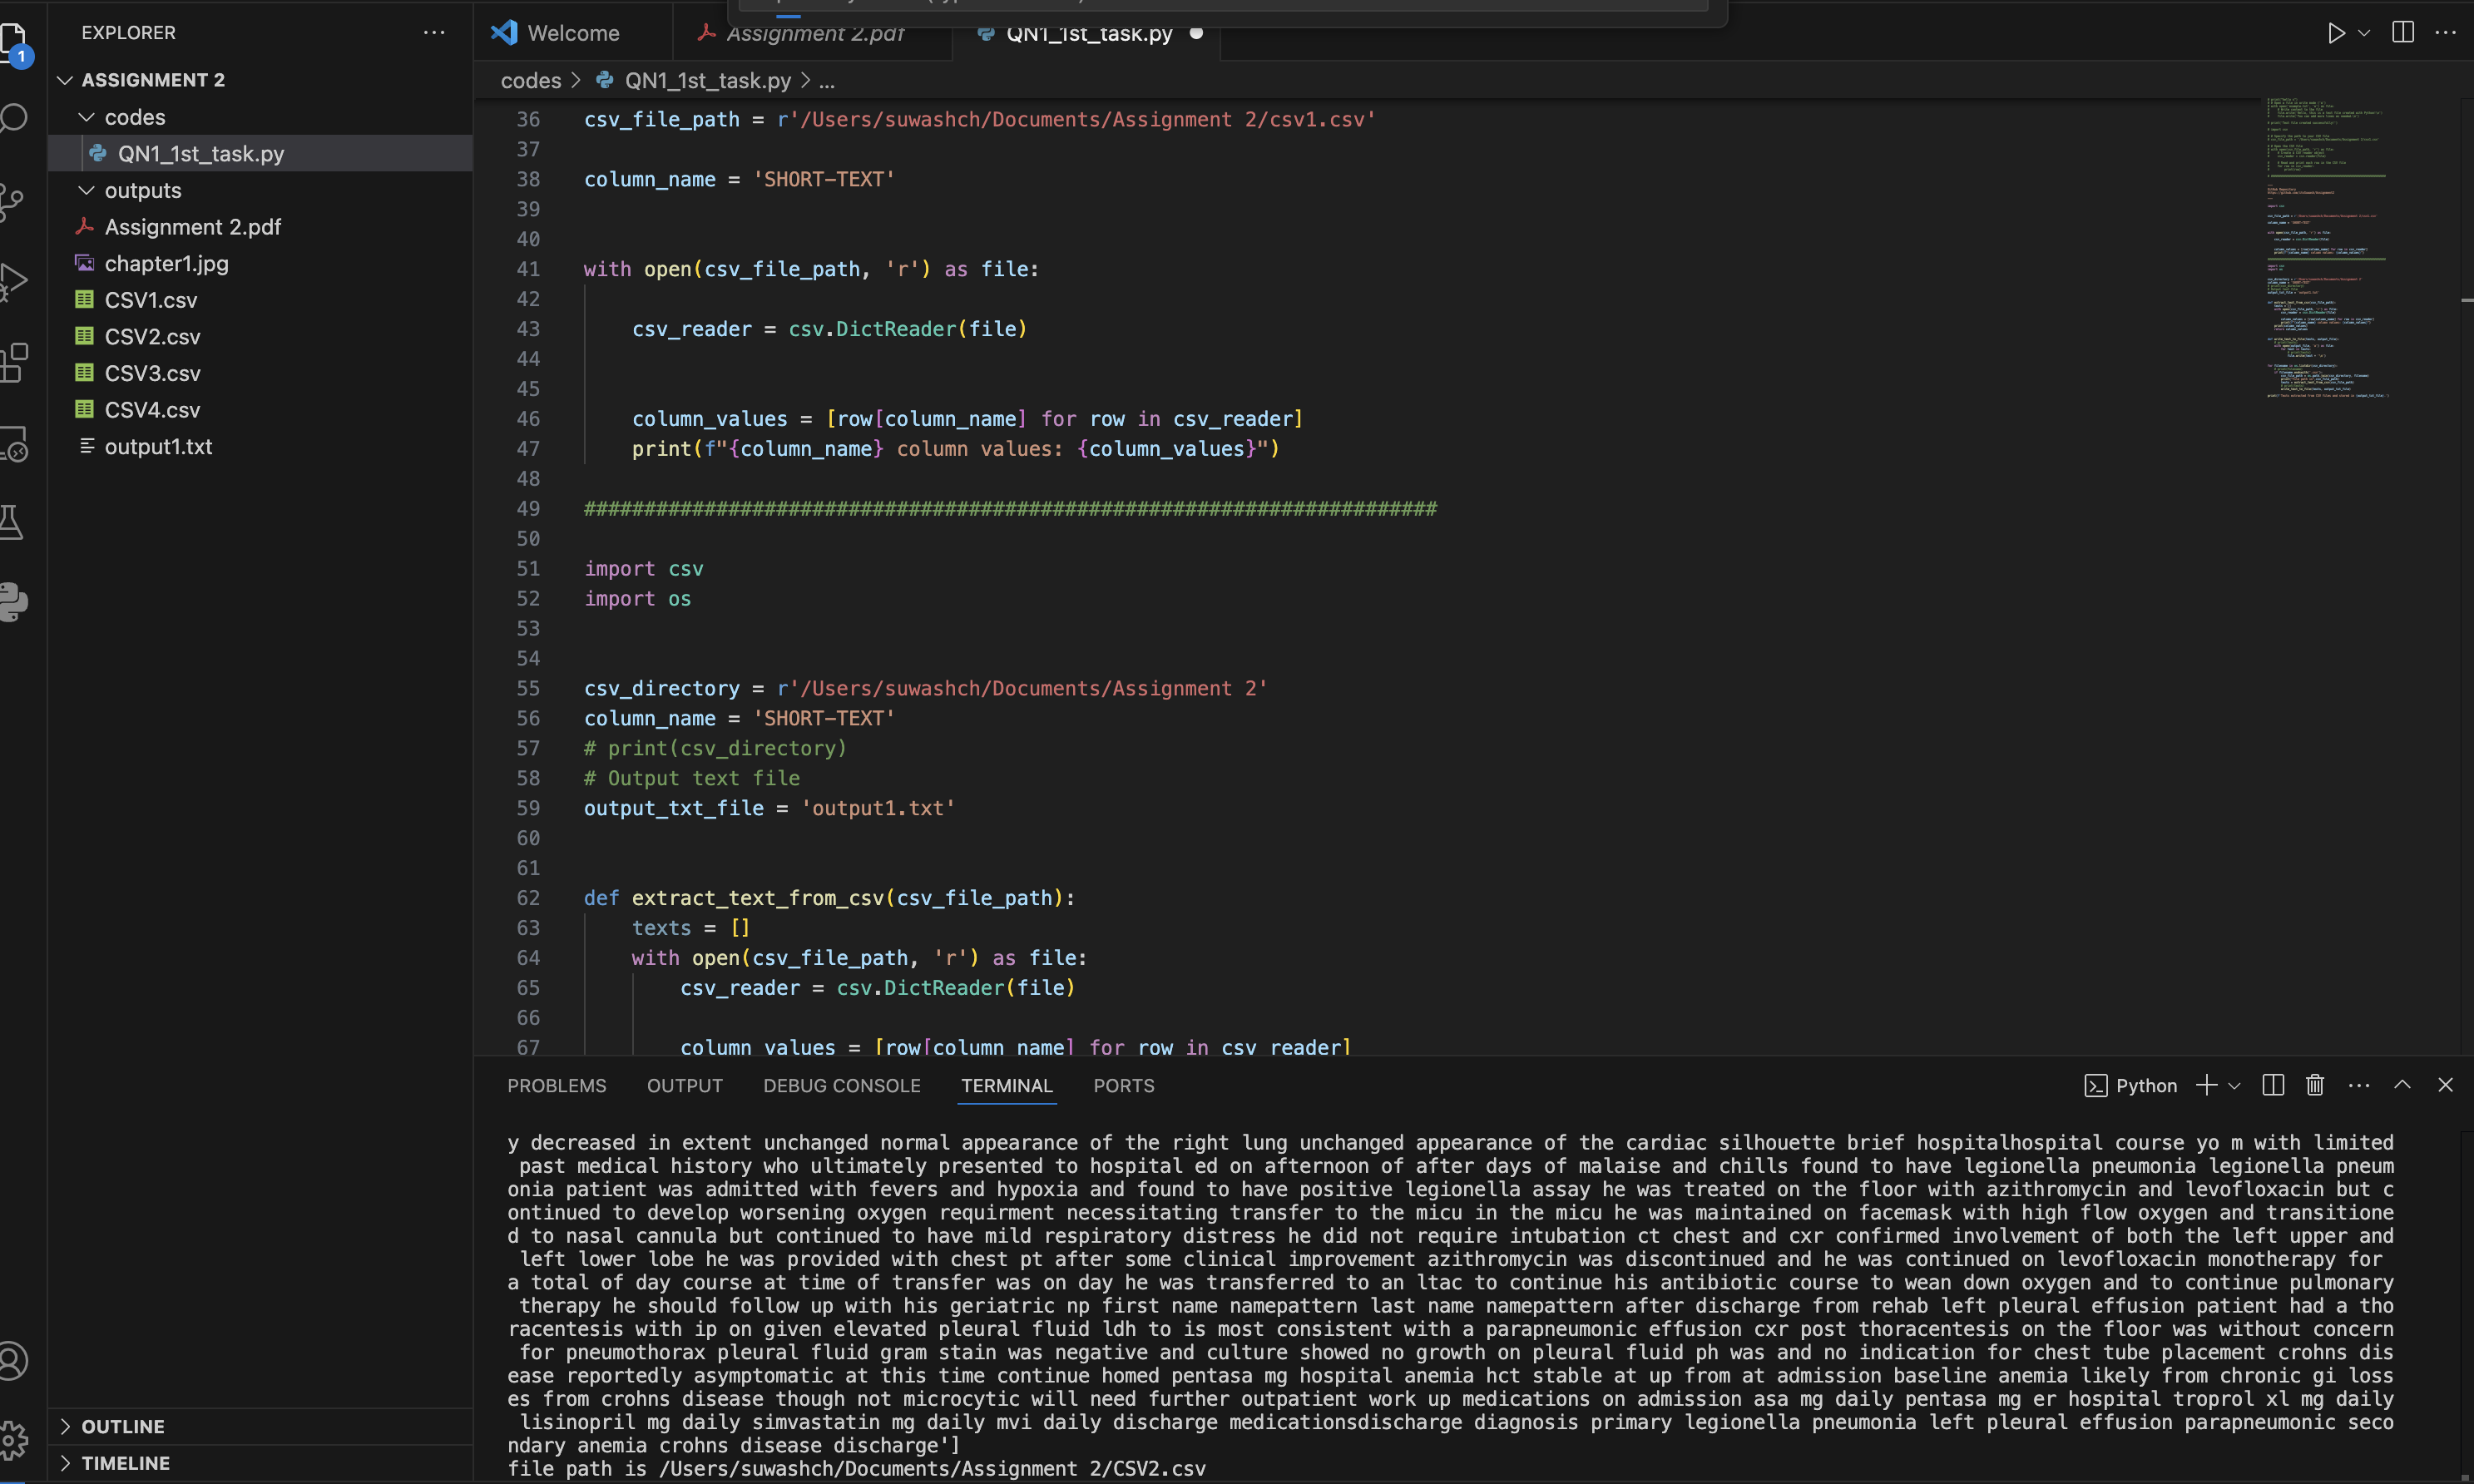 EXPLORER
ASSIGNMENT 2
codes
QN1_1st_task.py
outputs
Assignment 2.pdf
chapter1.jpg
CSV1.csv
CSV2.csv
CSV3.csv
CSV4.csv
output1.txt
OUTLINE
TIMELINE
1
Welcome
Assignment 2.pdf
QN1_1st_task.py
codes > QN1_1st_task.py > ...
36 csv_file_path = r'/Users/suwashch/Documents/Assignment 2/csv1.csv'
37
38 column_name = 'SHORT-TEXT'
39
40
41 with open(csv_file_path, 'r') as file:
42
43     csv_reader = csv.DictReader(file)
44
45
46     column_values = [row[column_name] for row in csv_reader]
47     print(f"{column_name} column values: {column_values}")
48
49 #######################################################################
50
51 import csv
52 import os
53
54
55 csv_directory = r'/Users/suwashch/Documents/Assignment 2'
56 column_name = 'SHORT-TEXT'
57 # print(csv_directory)
58 # Output text file
59 output_txt_file = 'output1.txt'
60
61
62 def extract_text_from_csv(csv_file_path):
63     texts = []
64     with open(csv_file_path, 'r') as file:
65         csv_reader = csv.DictReader(file)
66
67         column_values = [row[column_name] for row in csv_reader]
PROBLEMS OUTPUT DEBUG CONSOLE TERMINAL PORTS
Python
y decreased in extent unchanged normal appearance of the right lung unchanged appearance of the cardiac silhouette brief hospitalhospital course yo m with limited
past medical history who ultimately presented to hospital ed on afternoon of after days of malaise and chills found to have legionella pneumonia legionella pneum
onia patient was admitted with fevers and hypoxia and found to have positive legionella assay he was treated on the floor with azithromycin and levofloxacin but c
ontinued to develop worsening oxygen requirment necessitating transfer to the micu in the micu he was maintained on facemask with high flow oxygen and transitione
d to nasal cannula but continued to have mild respiratory distress he did not require intubation ct chest and cxr confirmed involvement of both the left upper and
left lower lobe he was provided with chest pt after some clinical improvement azithromycin was discontinued and he was continued on levofloxacin monotherapy for
a total of day course at time of transfer was on day he was transferred to an ltac to continue his antibiotic course to wean down oxygen and to continue pulmonary
therapy he should follow up with his geriatric np first name namepattern last name namepattern after discharge from rehab left pleural effusion patient had a tho
racentesis with ip on given elevated pleural fluid ldh to is most consistent with a parapneumonic effusion cxr post thoracentesis on the floor was without concern
for pneumothorax pleural fluid gram stain was negative and culture showed no growth on pleural fluid ph was and no indication for chest tube placement crohns dis
ease reportedly asymptomatic at this time continue homed pentasa mg hospital anemia hct stable at up from at admission baseline anemia likely from chronic gi loss
es from crohns disease though not microcytic will need further outpatient work up medications on admission asa mg daily pentasa mg er hospital troprol xl mg daily
lisinopril mg daily simvastatin mg daily mvi daily discharge medicationsdischarge diagnosis primary legionella pneumonia left pleural effusion parapneumonic seco
ndary anemia crohns disease discharge']
file path is /Users/suwashch/Documents/Assignment 2/CSV2.csv